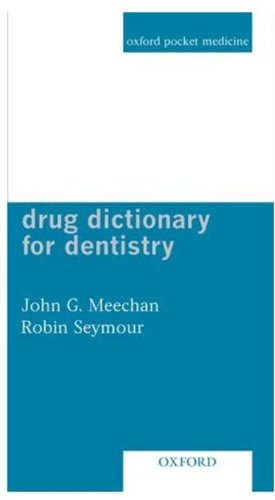 oxford pocket medicine
drug dictionary
for dentistry
John G. Meechan
Robin Seymour
OXFORD